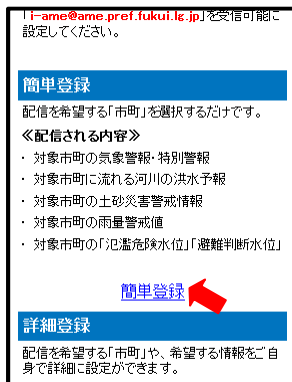 「i-ame@ame.pref.fukui.lg.jp」を受信可能に
設定してください。
簡単登録
配信を希望する「市町」を選択するだけです。
≪配信される内容≫
・ 対象市町の気象警報・特別警報
・ 対象市町に流れる河川の洪水予報
・ 対象市町の土砂災害警戒情報
・ 対象市町の雨量警戒値
・ 対象市町の「氾濫危険水位」「避難判断水位」
簡単登録
詳細登録
配信を希望する「市町」や、希望する情報をご自
身で詳細に設定ができます。